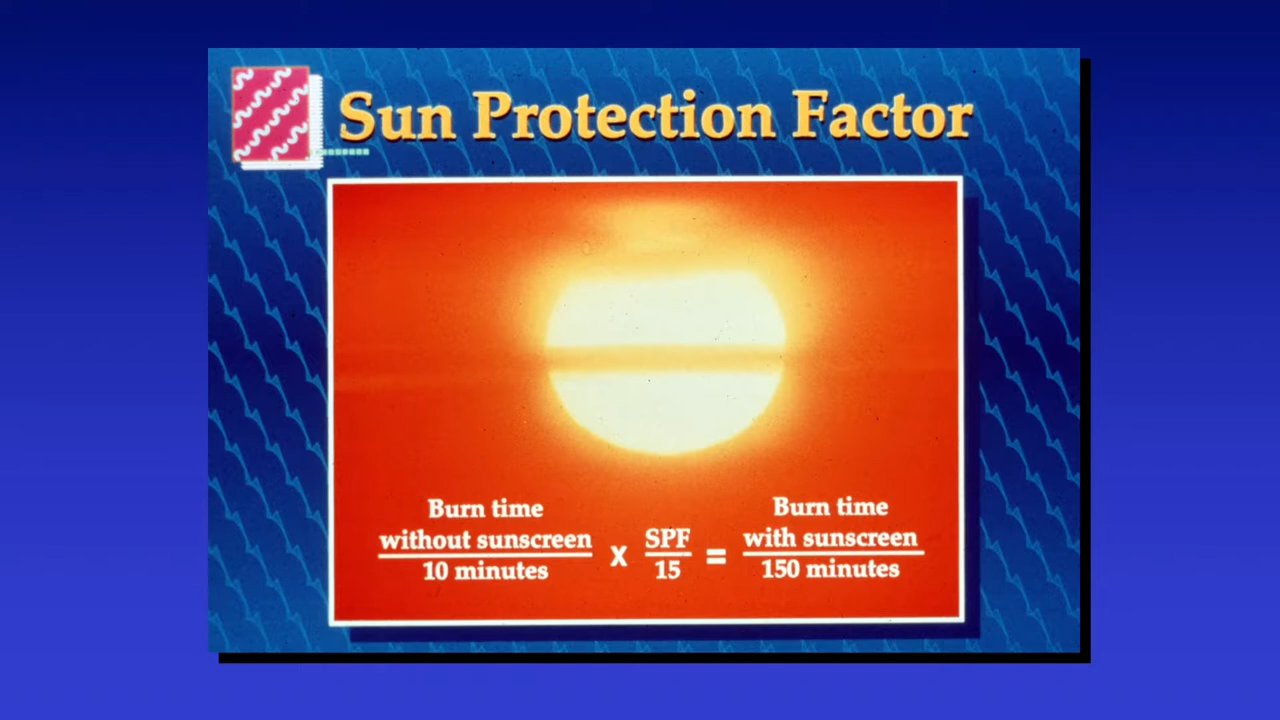 Sun Protection Factor
Burn time
without sunscreen
10 minutes
x
SPF
15
=
Burn time
with sunscreen
150 minutes